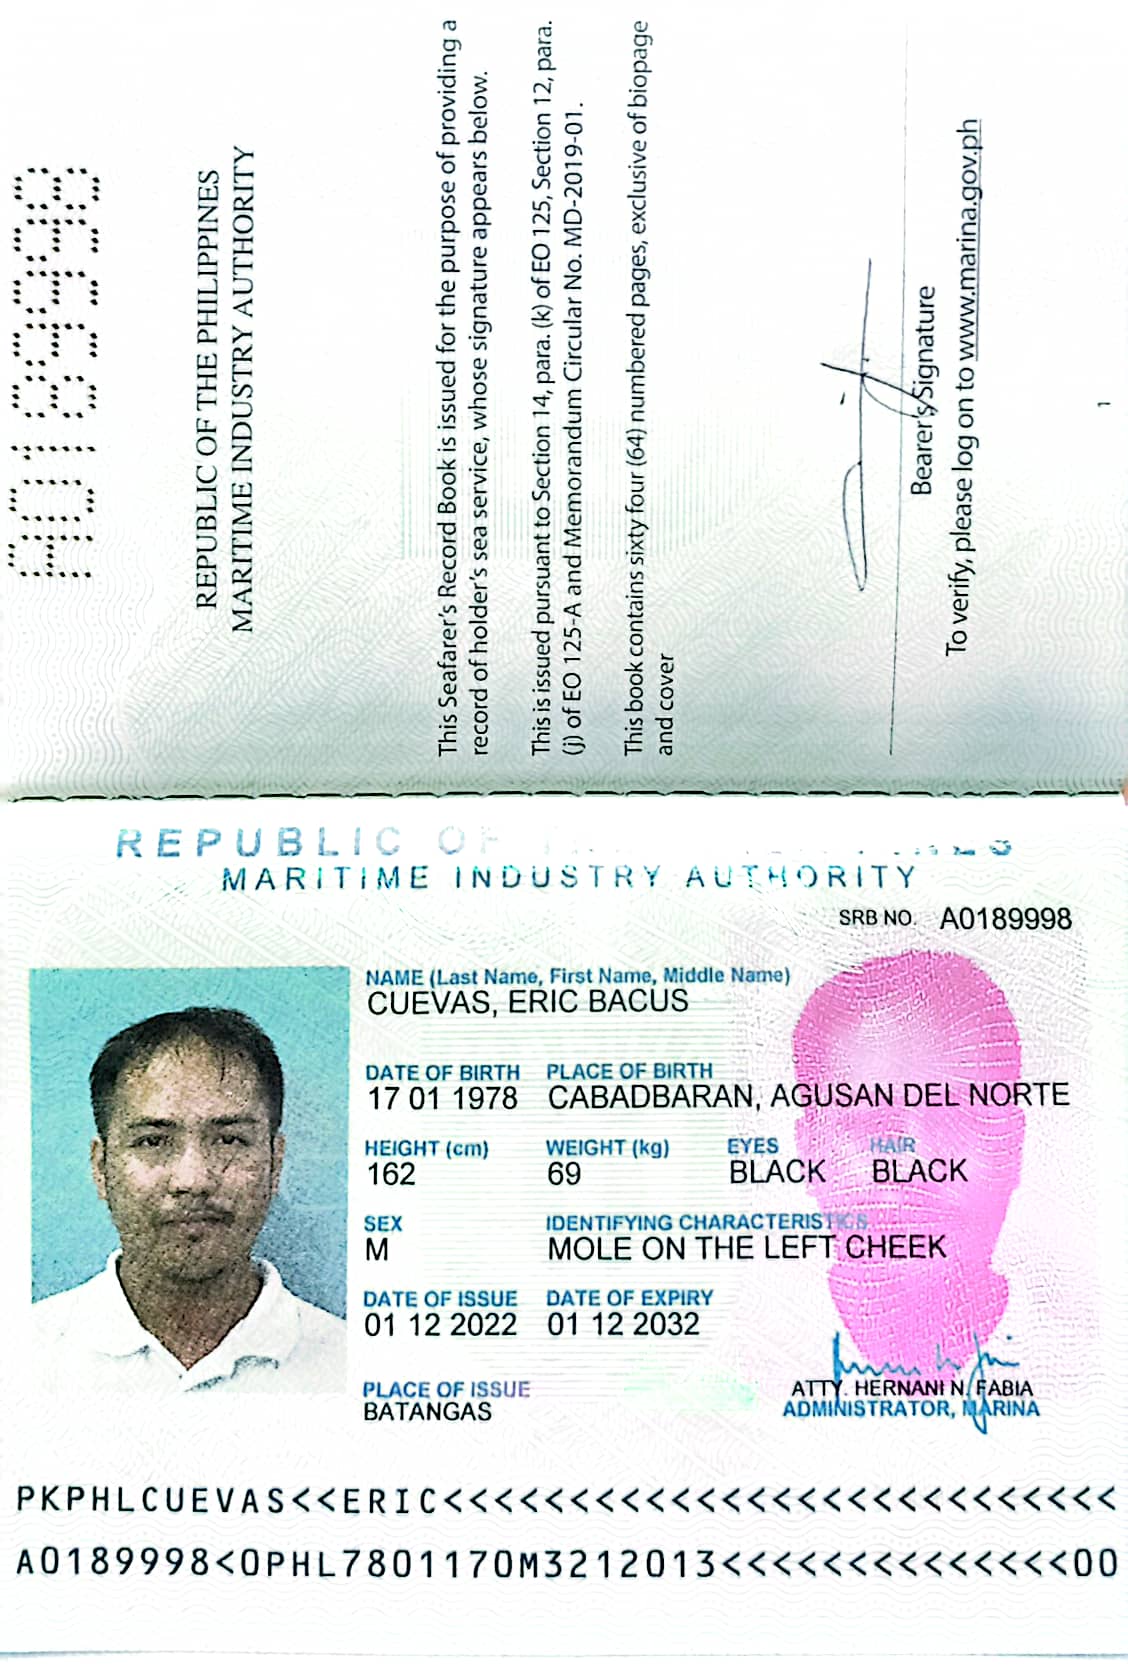 A0189998
REPUBLIC OF THE PHILIPPINES
MARITIME INDUSTRY AUTHORITY
This Seafarer's Record Book is issued for the purpose of providing a
record of holder's sea service, whose signature appears below.
This is issued pursuant to Section 14, para. (k) of EO 125, Section 12, para.
(j) of EO 125-A and Memorandum Circular No. MD-2019-01.
This book contains sixty four (64) numbered pages, exclusive of biopage
and cover
Bearer's Signature
To verify, please log on to www.marina.gov.ph
1
REPUBLIC OF
MARITIME INDUSTRY AUTHORITY
SRB NO. A0189998
NAME (Last Name, First Name, Middle Name)
CUEVAS, ERIC BACUS
DATE OF BIRTH PLACE OF BIRTH
17 01 1978 CABADBARAN, AGUSAN DEL NORTE
HEIGHT (cm) WEIGHT (kg) EYES HAIR
162 69 BLACK BLACK
SEX IDENTIFYING CHARACTERISTICS
M MOLE ON THE LEFT CHEEK
DATE OF ISSUE DATE OF EXPIRY
01 12 2022 01 12 2032
PLACE OF ISSUE
BATANGAS
ATTY. HERNANI N. FABIA
ADMINISTRATOR, MARINA
PKPHLCUEVAS<<ERIC<<<<<<<<<<<<<<<<<<<<<<<<<<<
A0189998<0PHL7801170M3212013<<<<<<<<<<<<<<00